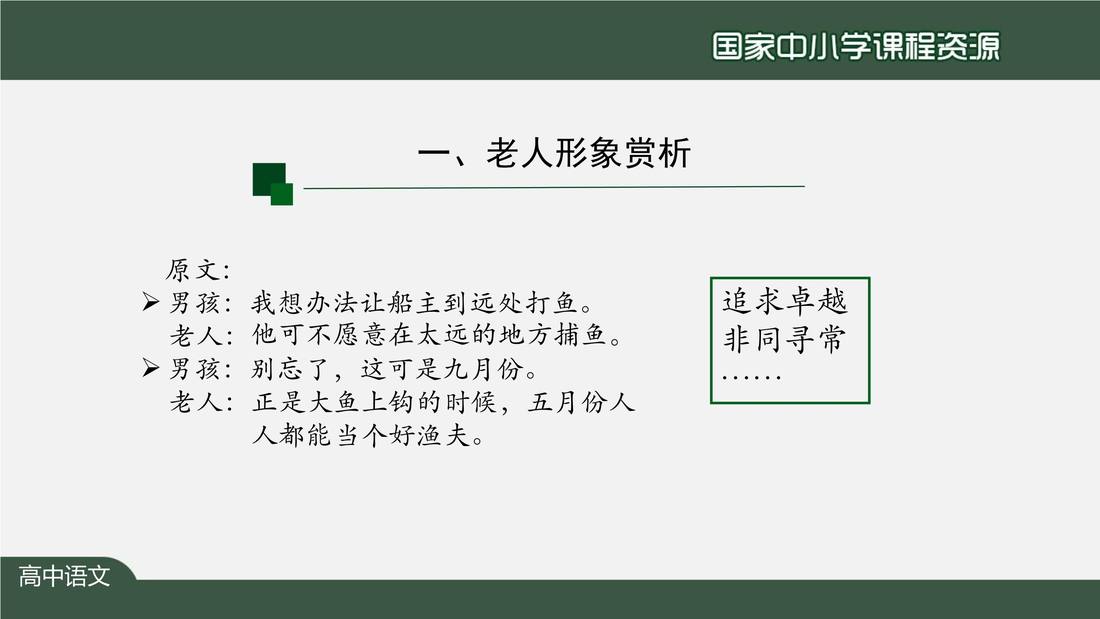 国家中小学课程资源
一、老人形象赏析
原文：
➢ 男孩：我想办法让船主到远处打鱼。
老人：他可不愿意在太远的地方捕鱼。
➢ 男孩：别忘了，这可是九月份。
老人：正是大鱼上钩的时候，五月份人
人都能当个好渔夫。
追求卓越
非同寻常
……
高中语文